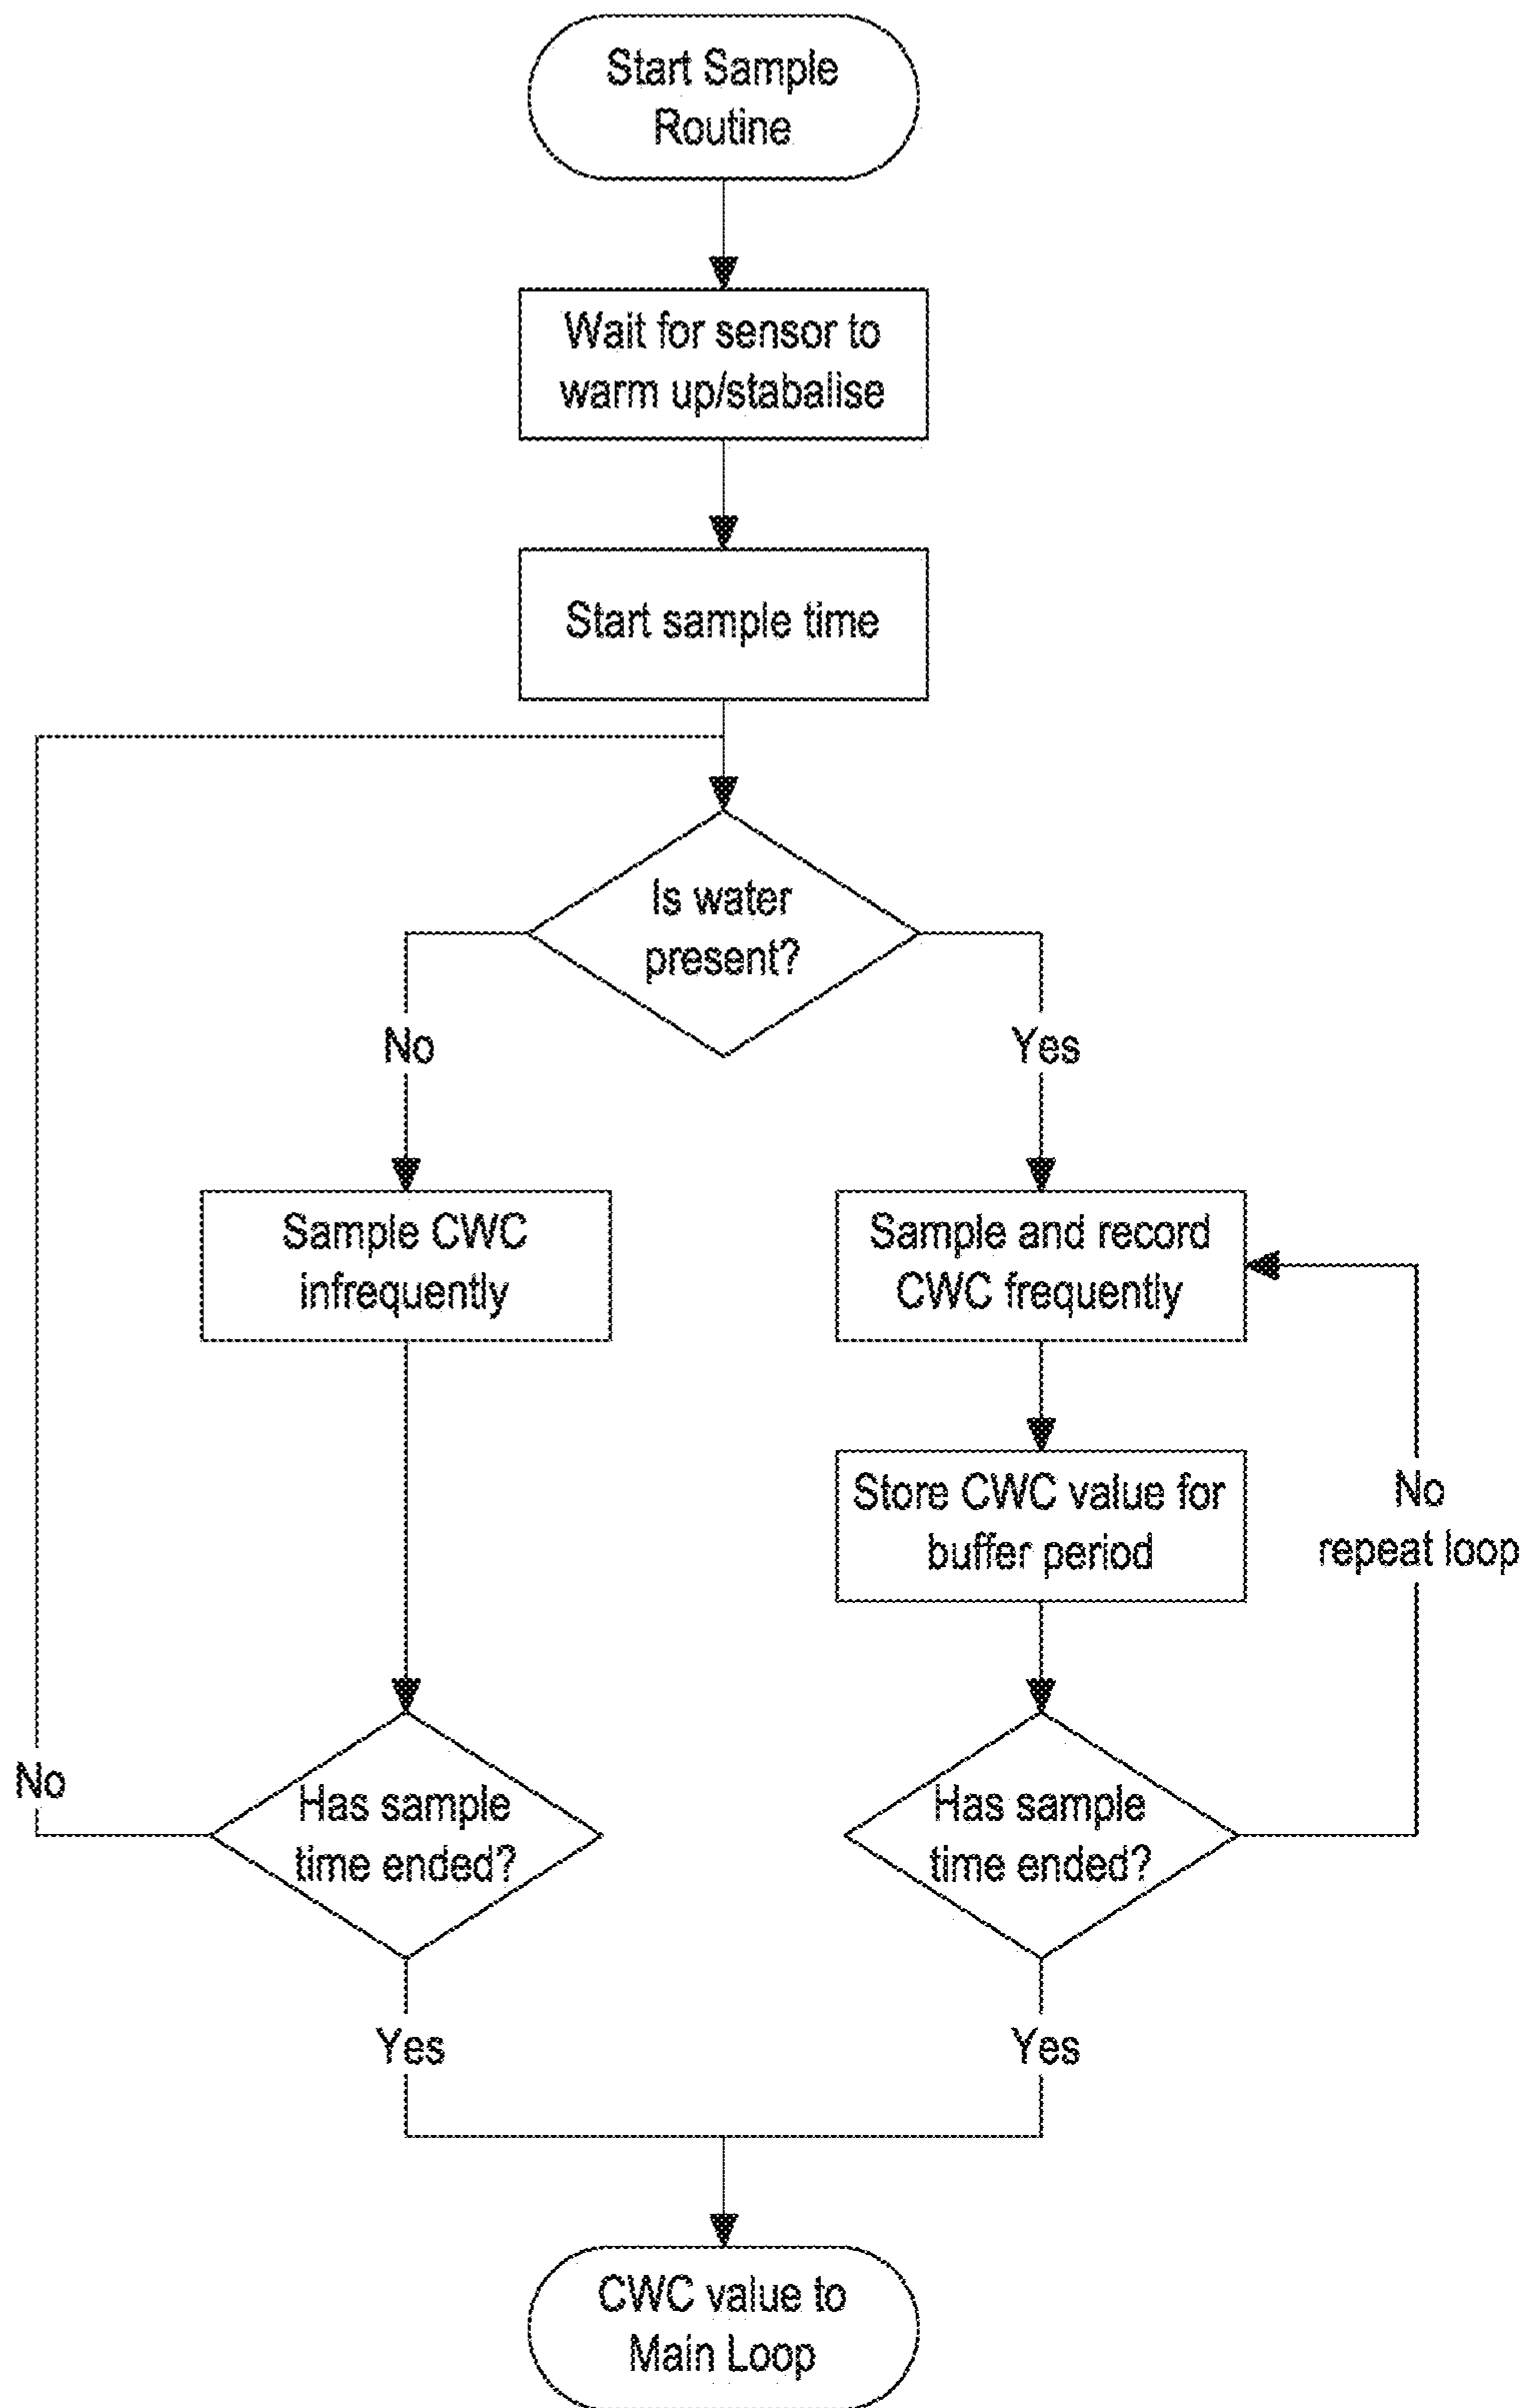 Start Sample
Routine
Wait for sensor to
warm up/stabalise
Start sample time
Is water
present?
No
Yes
Sample CWC
infrequently
Sample and record
CWC frequently
Store CWC value for
buffer period
No
repeat loop
No
Has sample
time ended?
Has sample
time ended?
Yes
Yes
CWC value to
Main Loop